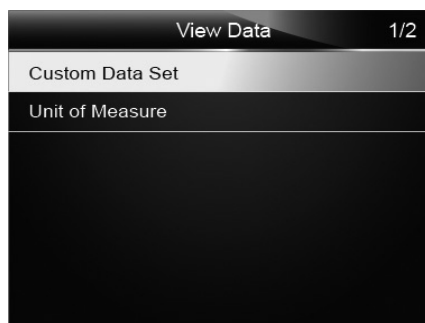 View Data 1/2
Custom Data Set
Unit of Measure